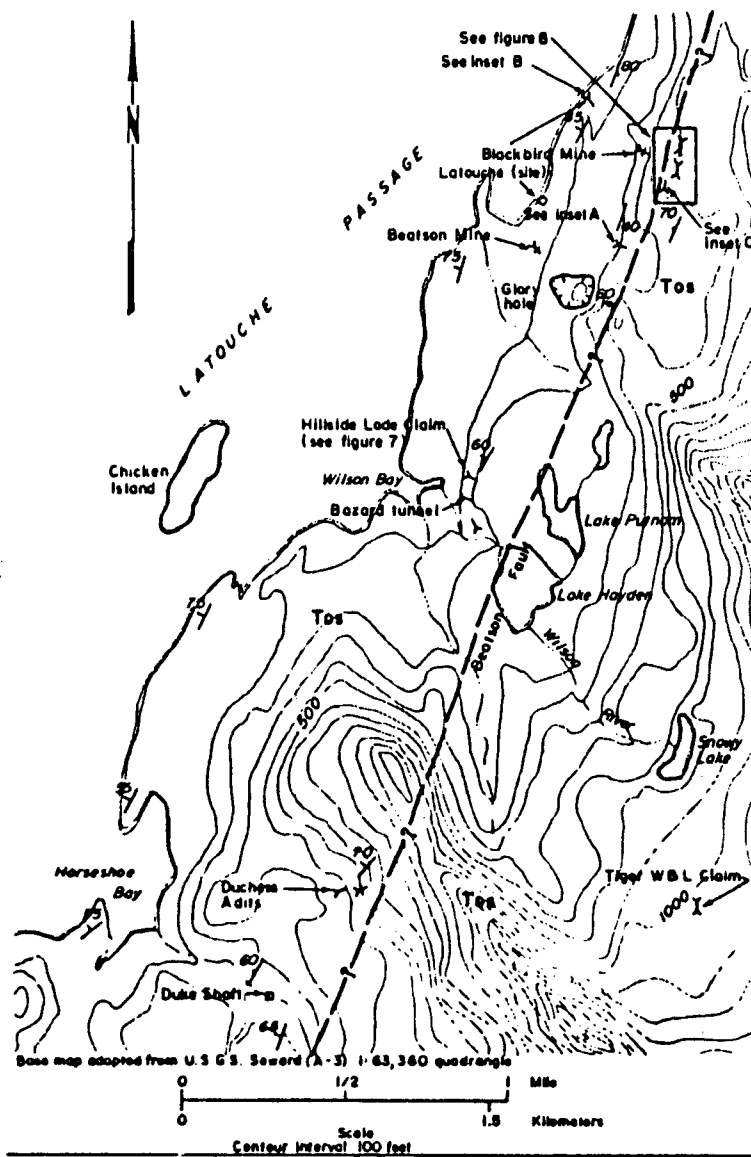 See figure B
See inset B
80
N
45
PASSAGE
Blackbird Mine
Latouche (site)
See inset A
80
70
See
Inset C
Beatson Mine
75
Glory
hole
80
Tos
U
LATOUCHE
500
Hillside Lode Claim
(see figure 7)
60
Chicken
Island
Wilson Bay
Bazard tunnel
Lake Putnam
Fault
Lake Hayden
75
Tos
Beatson
Wilson
River
500
Snowy
Lake
55
70
Horseshoe
Bay
Duchess
Adits
Tos
W B L Claim
1000
60
Duke Shaft
Base map adapted from U.S.G.S. Seward (A-3) 1:63,360 quadrangle
0 1/2 1 Mile
0 1.5 Kilometers
Scale
Contour Interval 100 feet